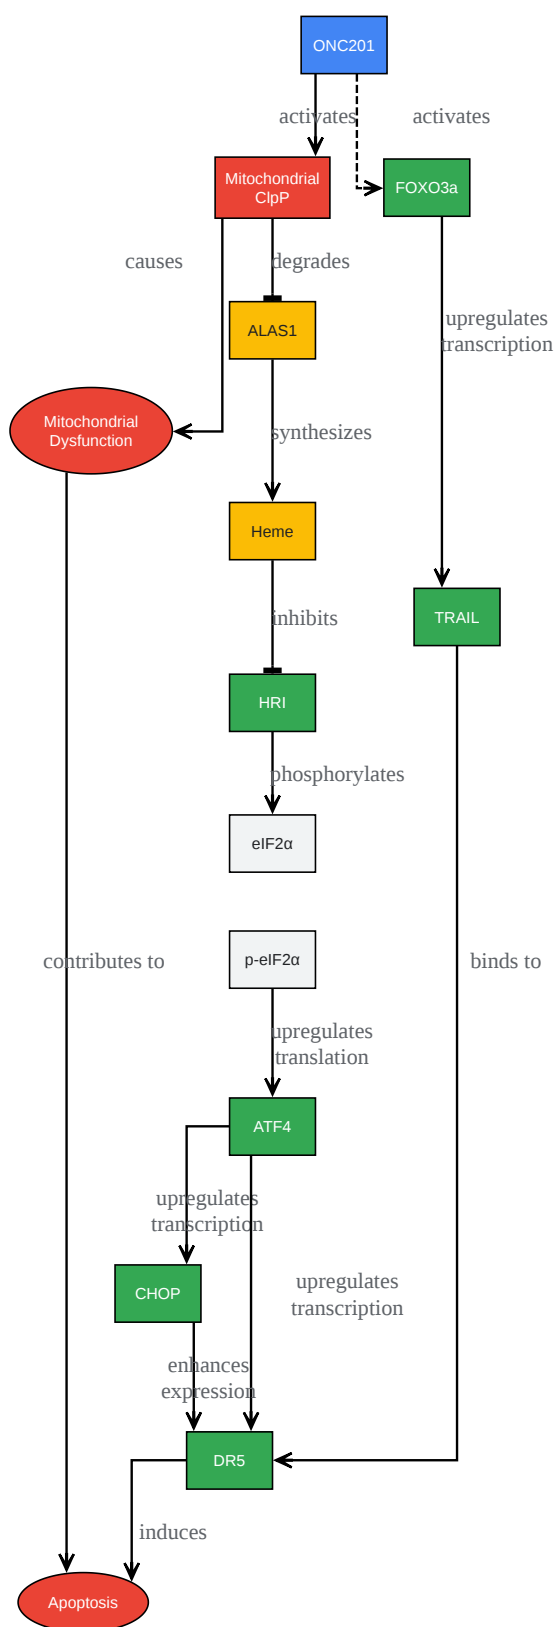 ONC201
activates
activates
Mitochondrial
ClpP
FOXO3a
causes
degrades
upregulates
transcription
ALAS1
Mitochondrial
Dysfunction
synthesizes
Heme
inhibits
TRAIL
HRI
phosphorylates
eIF2α
p-eIF2α
contributes to
binds to
upregulates
translation
ATF4
upregulates
transcription
upregulates
transcription
CHOP
enhances
expression
DR5
induces
Apoptosis